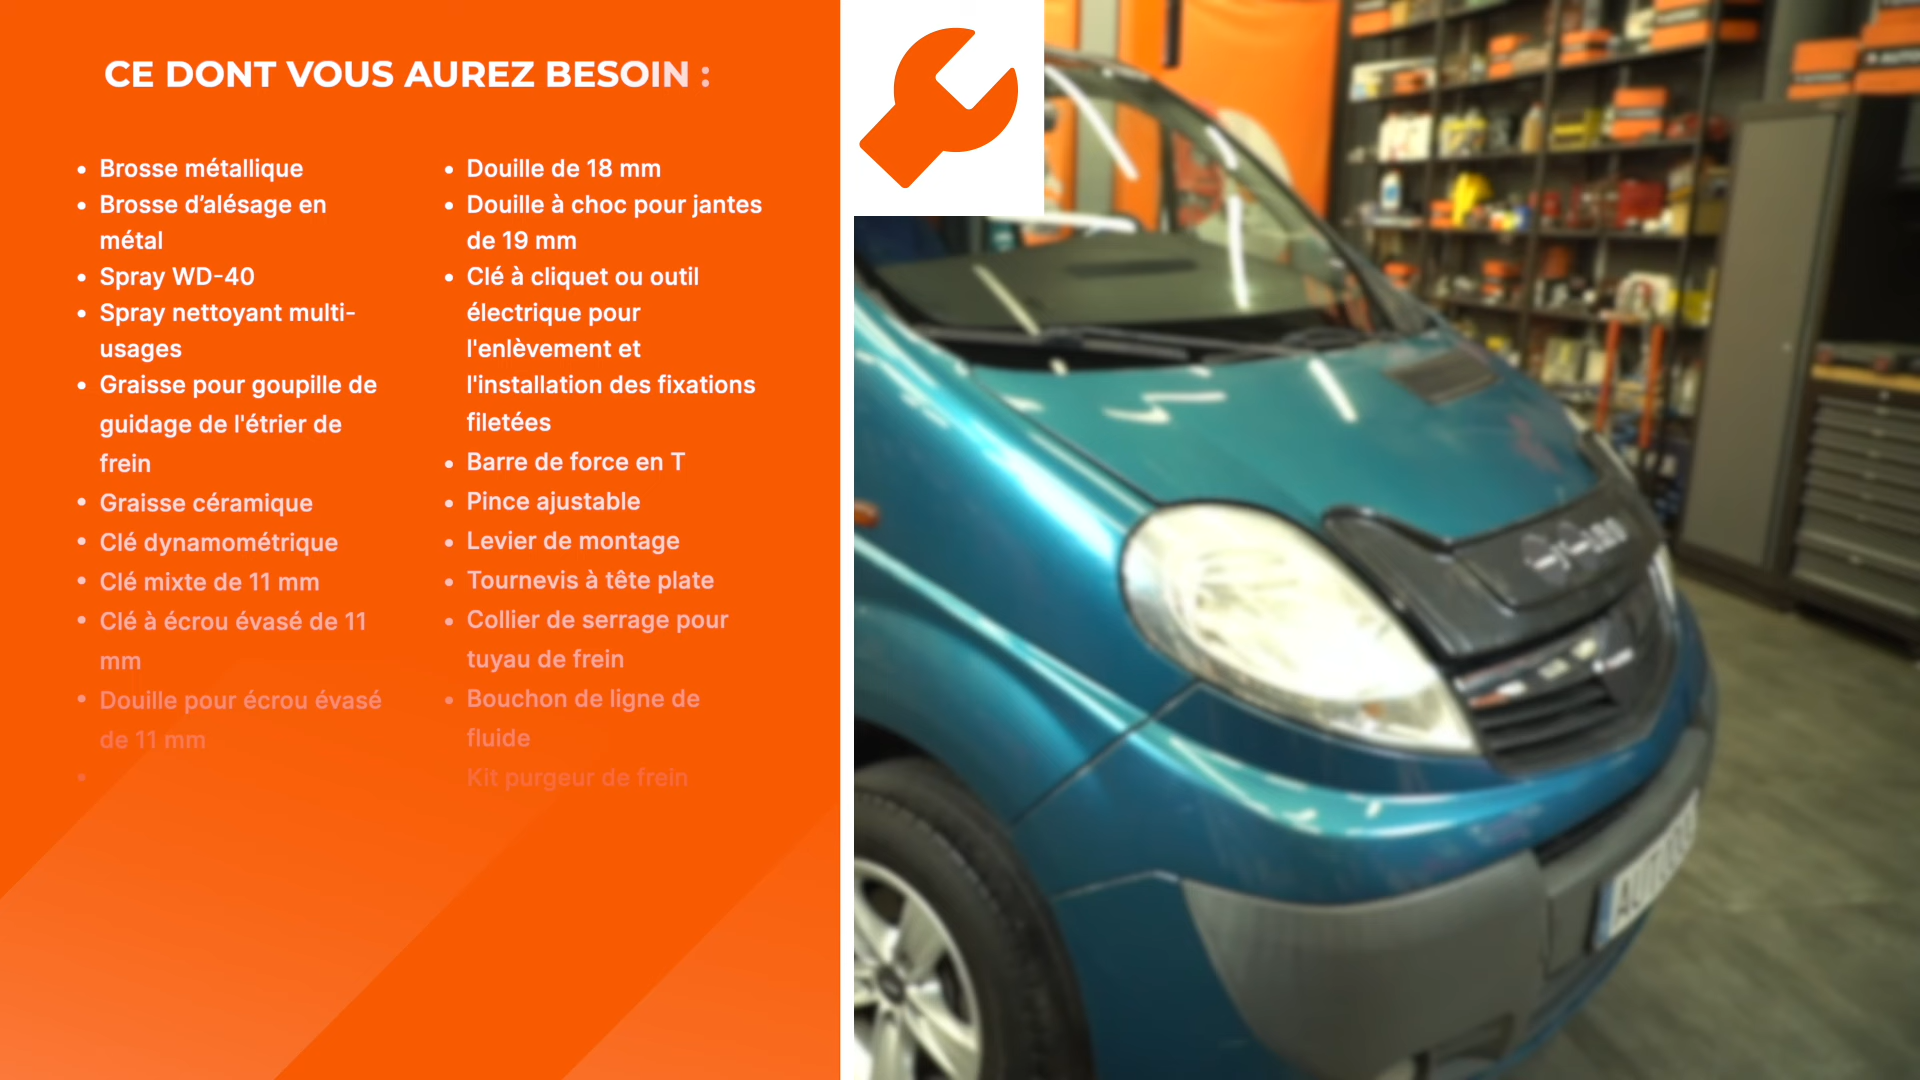 CE DONT VOUS AUREZ BESOIN :
Brosse métallique
Brosse d’alésage en
métal
Spray WD-40
Spray nettoyant multi-
usages
Graisse pour goupille de
guidage de l'étrier de
frein
Graisse céramique
Clé dynamométrique
Clé mixte de 11 mm
Clé à écrou évasé de 11
mm
Douille pour écrou évasé
de 11 mm
Douille de 18 mm
Douille à choc pour jantes
de 19 mm
Clé à cliquet ou outil
électrique pour
l'enlèvement et
l'installation des fixations
filetées
Barre de force en T
Pince ajustable
Levier de montage
Tournevis à tête plate
Collier de serrage pour
tuyau de frein
Bouchon de ligne de
fluide
Kit purgeur de frein